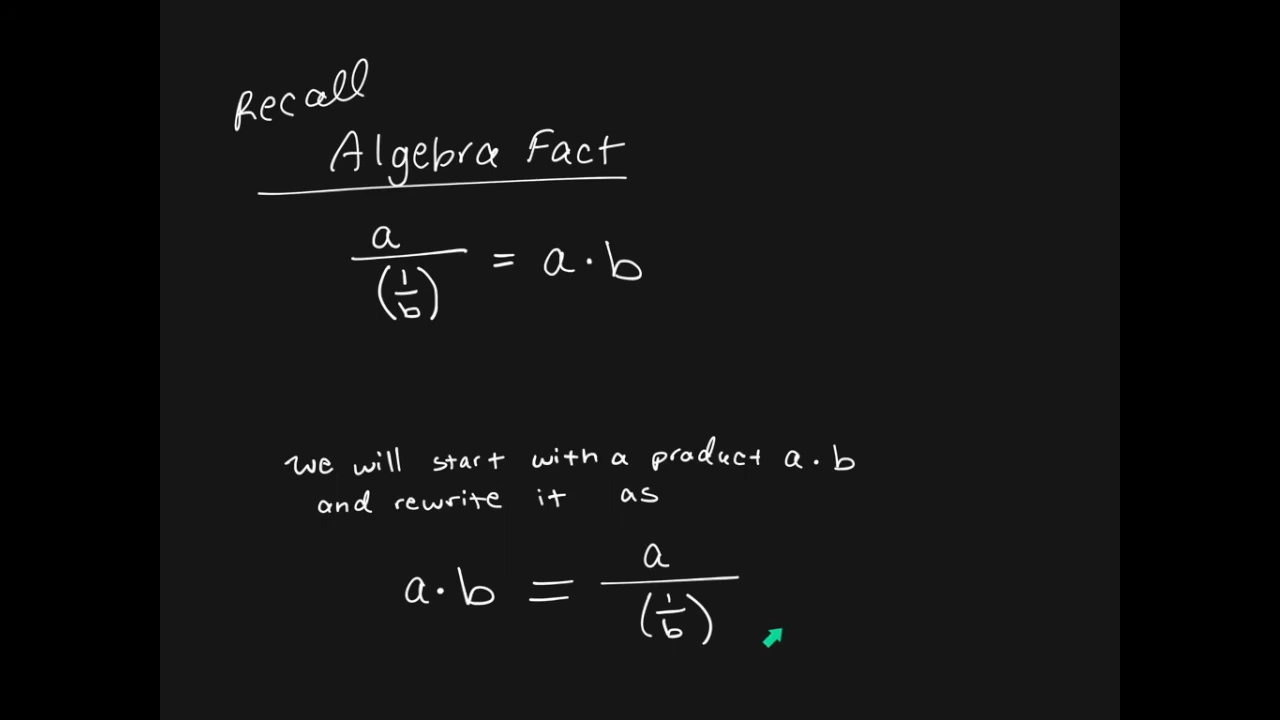 Recall
Algebra Fact
a/(1/b) = a · b
we will start with a product a · b
and rewrite it as
a · b = a/(1/b)